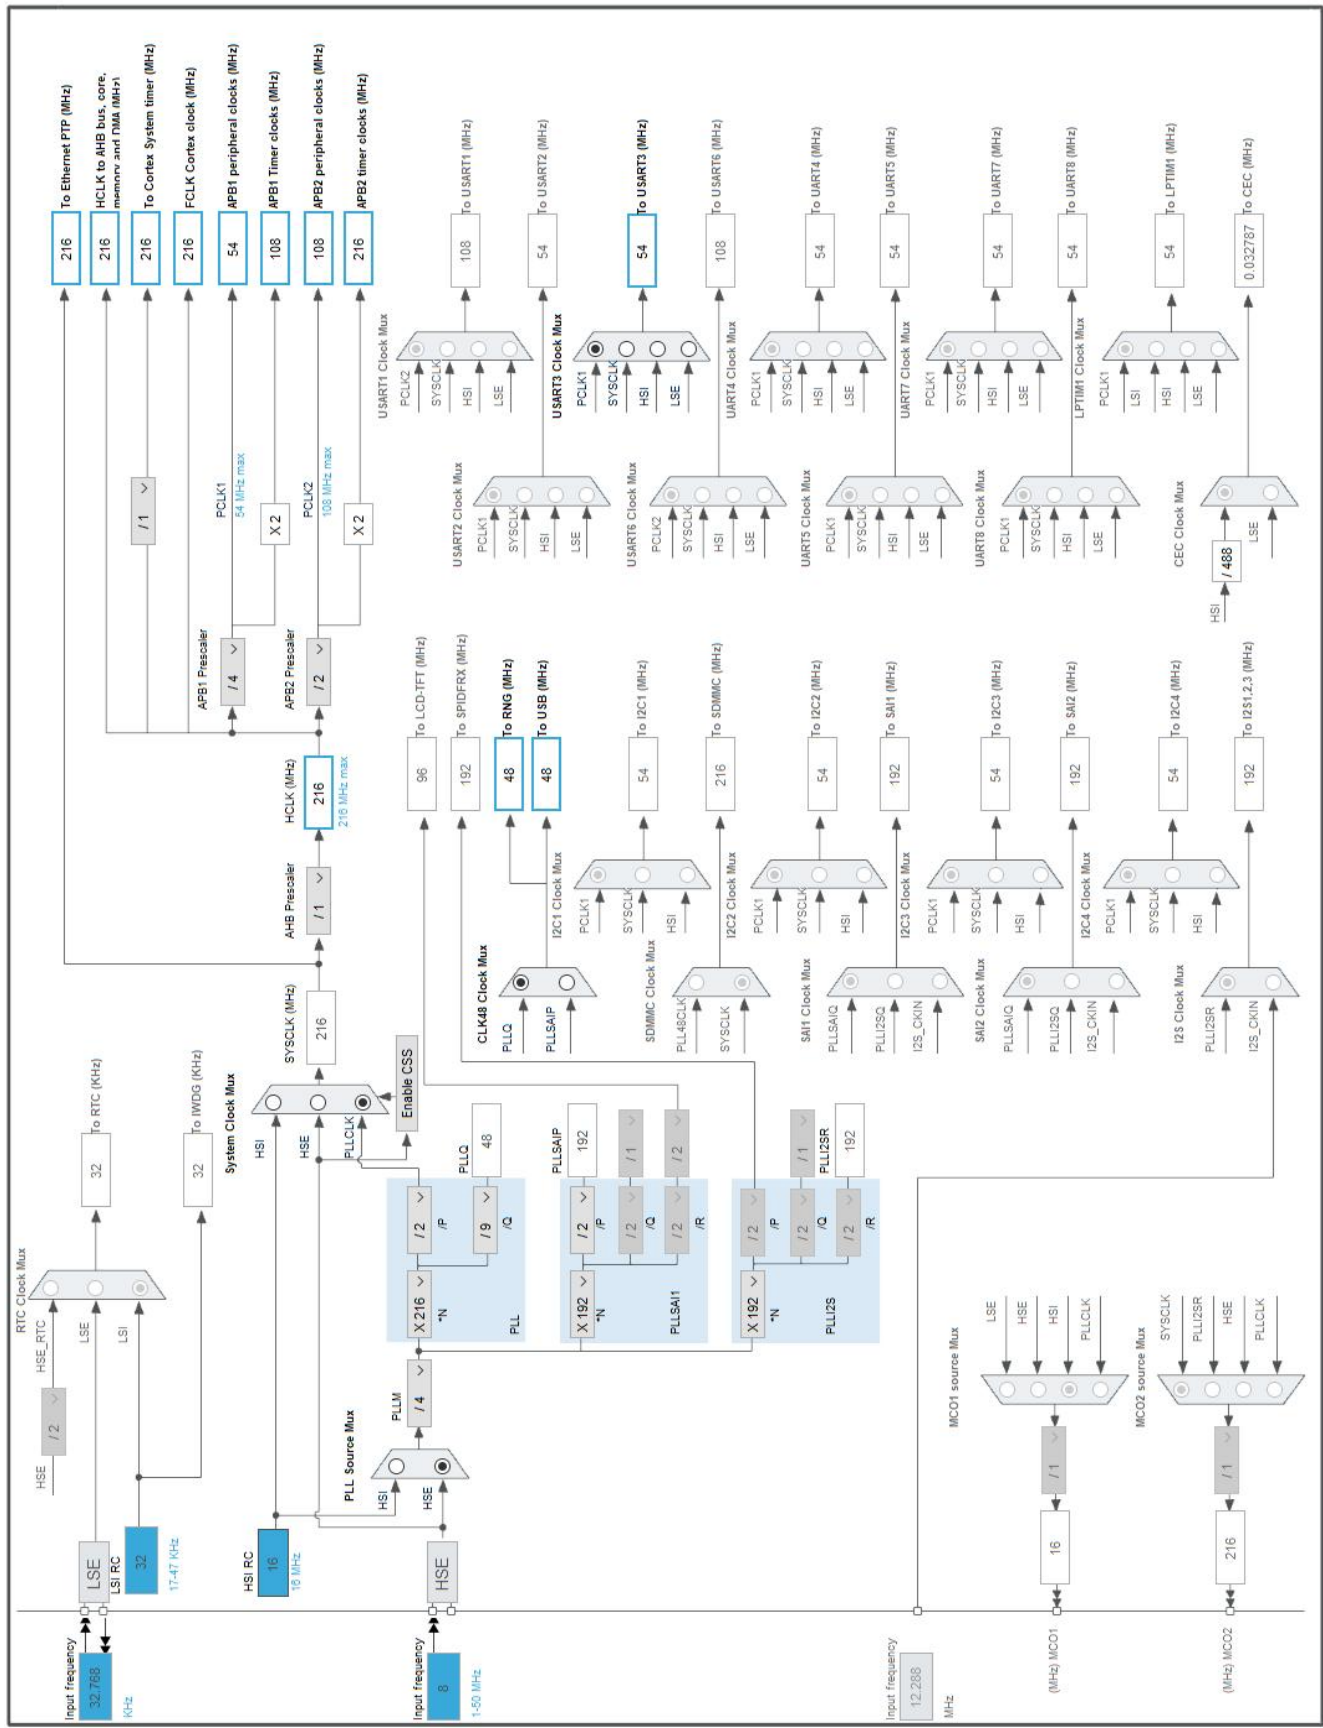 Input frequency
32.768
KHz
LSE
LSI RC
32
17-47 KHz
HSE
/ 2
HSE_RTC
LSE
LSI
RTC Clock Mux
32
To RTC (KHz)
32
To IWDG (KHz)
HSI RC
16
16 MHz
Input frequency
8
1-50 MHz
HSE
PLL Source Mux
HSI
HSE
PLLM
/ 4
X 216
*N
/ 2
/P
/ 9
/Q
PLL
PLLQ
48
X 192
*N
/ 2
/P
/ 2
/Q
/ 2
/R
PLLSAI1
PLLSAIP
192
/ 1
/ 2
X 192
*N
/ 2
/P
/ 2
/Q
/ 2
/R
PLLI2S
/ 1
PLLI2SR
192
System Clock Mux
HSI
HSE
PLLCLK
Enable CSS
SYSCLK (MHz)
216
AHB Prescaler
/ 1
HCLK (MHz)
216
216 MHz max
APB1 Prescaler
/ 4
APB2 Prescaler
/ 2
/ 1
PCLK1
54 MHz max
X 2
PCLK2
108 MHz max
X 2
216
To Ethernet PTP (MHz)
216
HCLK to AHB bus, core,
memory and DMA (MHz)
216
To Cortex System timer (MHz)
216
FCLK Cortex clock (MHz)
54
APB1 peripheral clocks (MHz)
108
APB1 Timer clocks (MHz)
108
APB2 peripheral clocks (MHz)
216
APB2 timer clocks (MHz)
96
To LCD-TFT (MHz)
192
To SPIDFRX (MHz)
CLK48 Clock Mux
PLLQ
PLLSAIP
48
To RNG (MHz)
48
To USB (MHz)
I2C1 Clock Mux
PCLK1
SYSCLK
HSI
54
To I2C1 (MHz)
SDMMC Clock Mux
PLL48CLK
SYSCLK
216
To SDMMC (MHz)
I2C2 Clock Mux
PCLK1
SYSCLK
HSI
54
To I2C2 (MHz)
SAI1 Clock Mux
PLLSAIQ
PLLI2SQ
I2S_CKIN
192
To SAI1 (MHz)
I2C3 Clock Mux
PCLK1
SYSCLK
HSI
54
To I2C3 (MHz)
SAI2 Clock Mux
PLLSAIQ
PLLI2SQ
I2S_CKIN
192
To SAI2 (MHz)
I2C4 Clock Mux
PCLK1
SYSCLK
HSI
54
To I2C4 (MHz)
I2S Clock Mux
PLLI2SR
I2S_CKIN
192
To I2S1,2,3 (MHz)
USART1 Clock Mux
PCLK2
SYSCLK
HSI
LSE
108
To USART1 (MHz)
USART2 Clock Mux
PCLK1
SYSCLK
HSI
LSE
54
To USART2 (MHz)
USART3 Clock Mux
PCLK1
SYSCLK
HSI
LSE
54
To USART3 (MHz)
USART6 Clock Mux
PCLK2
SYSCLK
HSI
LSE
108
To USART6 (MHz)
UART4 Clock Mux
PCLK1
SYSCLK
HSI
LSE
54
To UART4 (MHz)
UART5 Clock Mux
PCLK1
SYSCLK
HSI
LSE
54
To UART5 (MHz)
UART7 Clock Mux
PCLK1
SYSCLK
HSI
LSE
54
To UART7 (MHz)
UART8 Clock Mux
PCLK1
SYSCLK
HSI
LSE
54
To UART8 (MHz)
LPTIM1 Clock Mux
PCLK1
LSI
HSI
LSE
54
To LPTIM1 (MHz)
CEC Clock Mux
HSI
/ 488
LSE
0.032787
To CEC (MHz)
Input frequency
12.288
MHz
MCO1 source Mux
LSE
HSE
HSI
PLLCLK
/ 1
16
(MHz) MCO1
MCO2 source Mux
SYSCLK
PLLI2SR
HSE
PLLCLK
/ 1
216
(MHz) MCO2